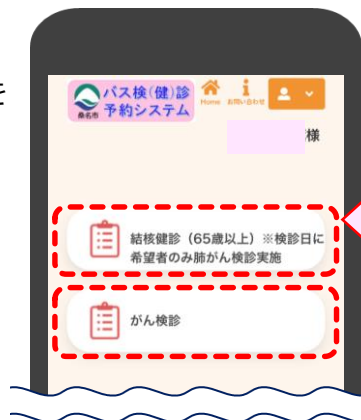 を
バス検(健)診
予約システム
桑名市
Home
お問い合わせ
様
結核健診（65歳以上）※検診日に
希望者のみ肺がん検診実施
がん検診